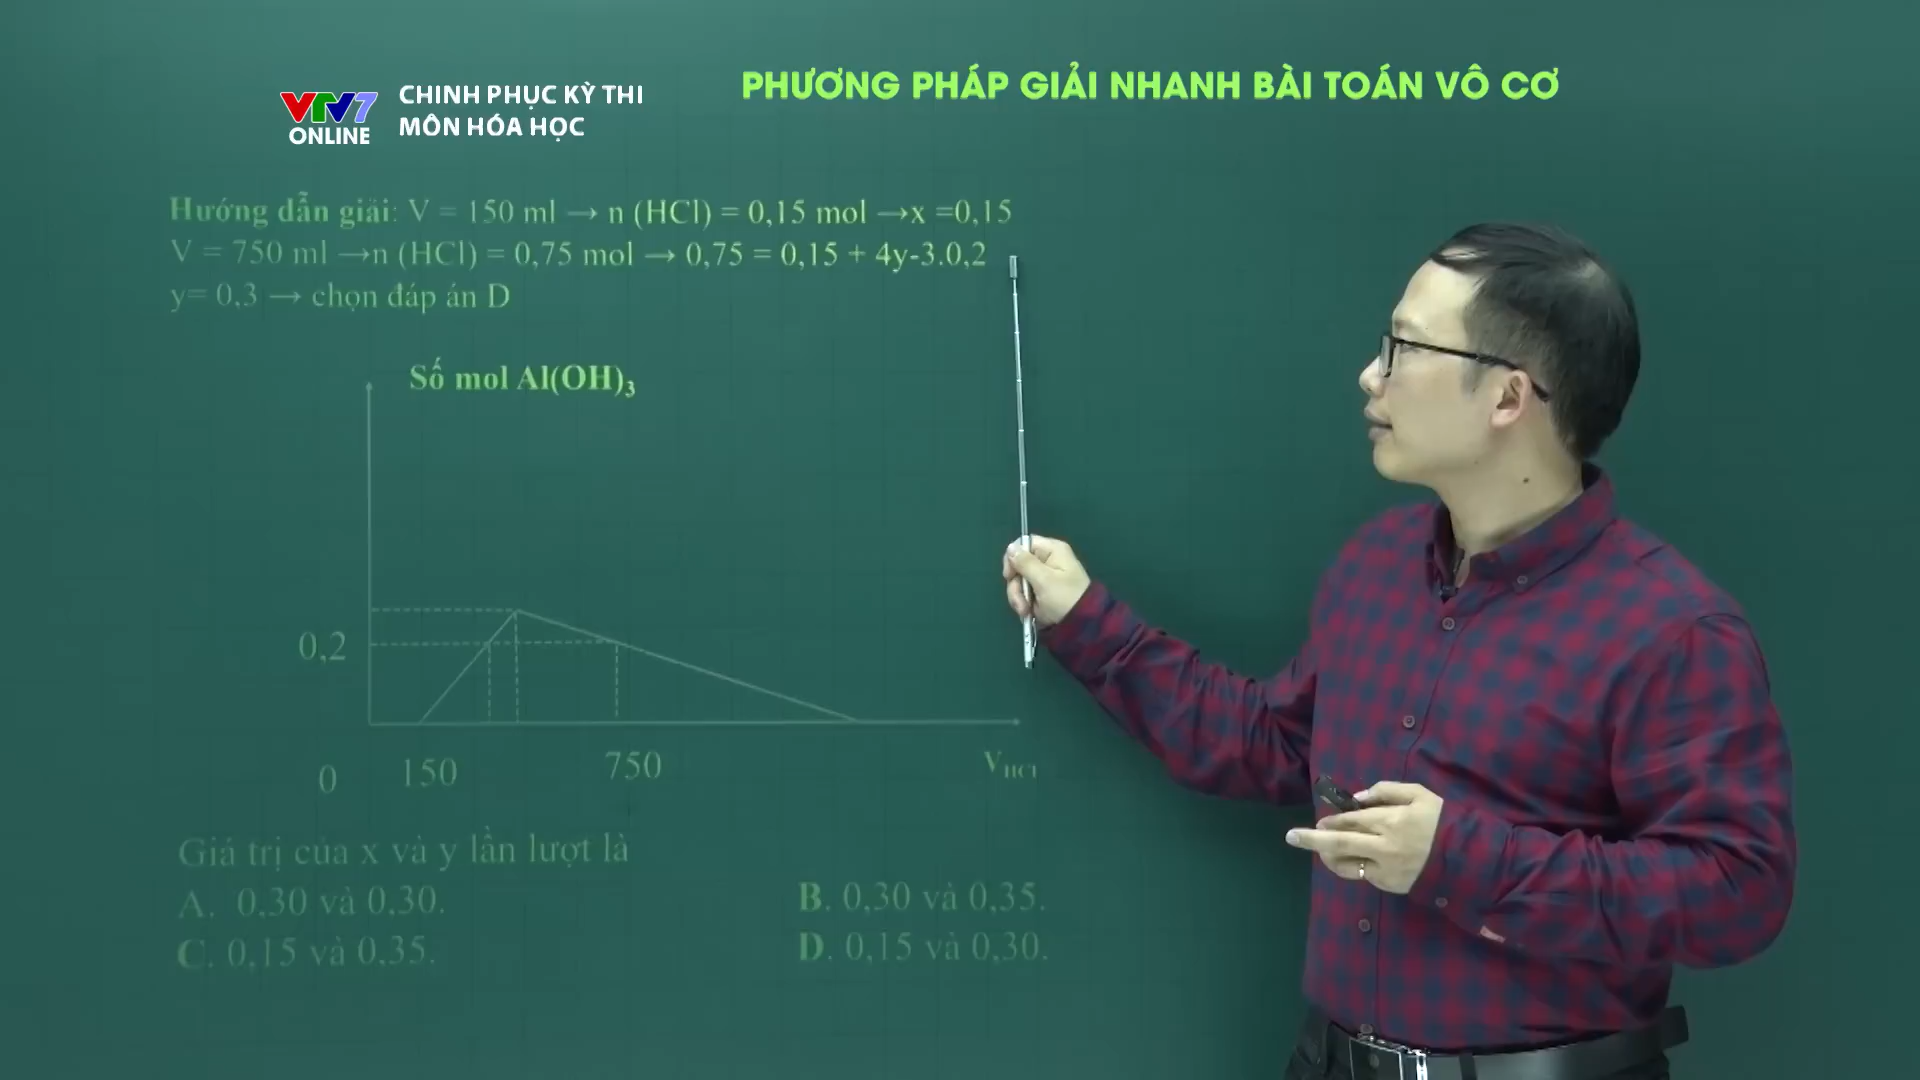 PHƯƠNG PHÁP GIẢI NHANH BÀI TOÁN VÔ CƠ
VTV7
ONLINE
CHINH PHỤC KỲ THI
MÔN HÓA HỌC
Hướng dẫn giải: V = 150 ml → n (HCl) = 0,15 mol →x =0,15
V = 750 ml →n (HCl) = 0,75 mol → 0,75 = 0,15 + 4y-3.0,2
y= 0,3 → chọn đáp án D
Số mol Al(OH)₃
0,2
0
150
750
V_HCl
Giá trị của x và y lần lượt là
A. 0,30 và 0,30.
B. 0,30 và 0,35.
C. 0,15 và 0,35.
D. 0,15 và 0,30.